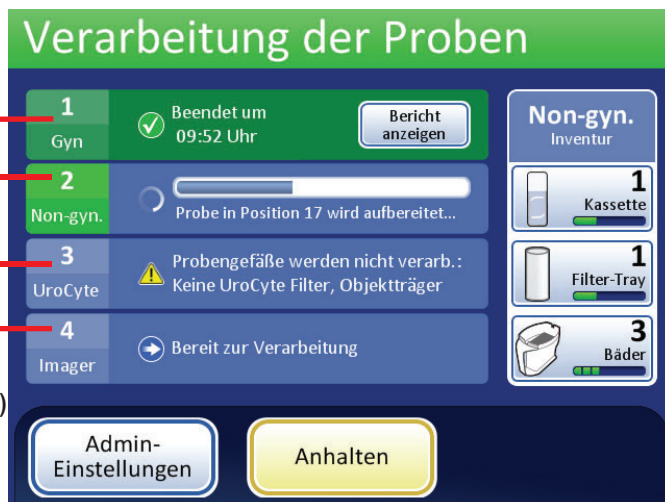 Verarbeitung der Proben
1
Gyn
Beendet um
09:52 Uhr
Bericht
anzeigen
2
Non-gyn.
Probe in Position 17 wird aufbereitet...
3
UroCyte
Probengefäße werden nicht verarb.:
Keine UroCyte Filter, Objektträger
4
Imager
Bereit zur Verarbeitung
Non-gyn.
Inventur
1
Kassette
1
Filter-Tray
3
Bäder
)
Admin-
Einstellungen
Anhalten